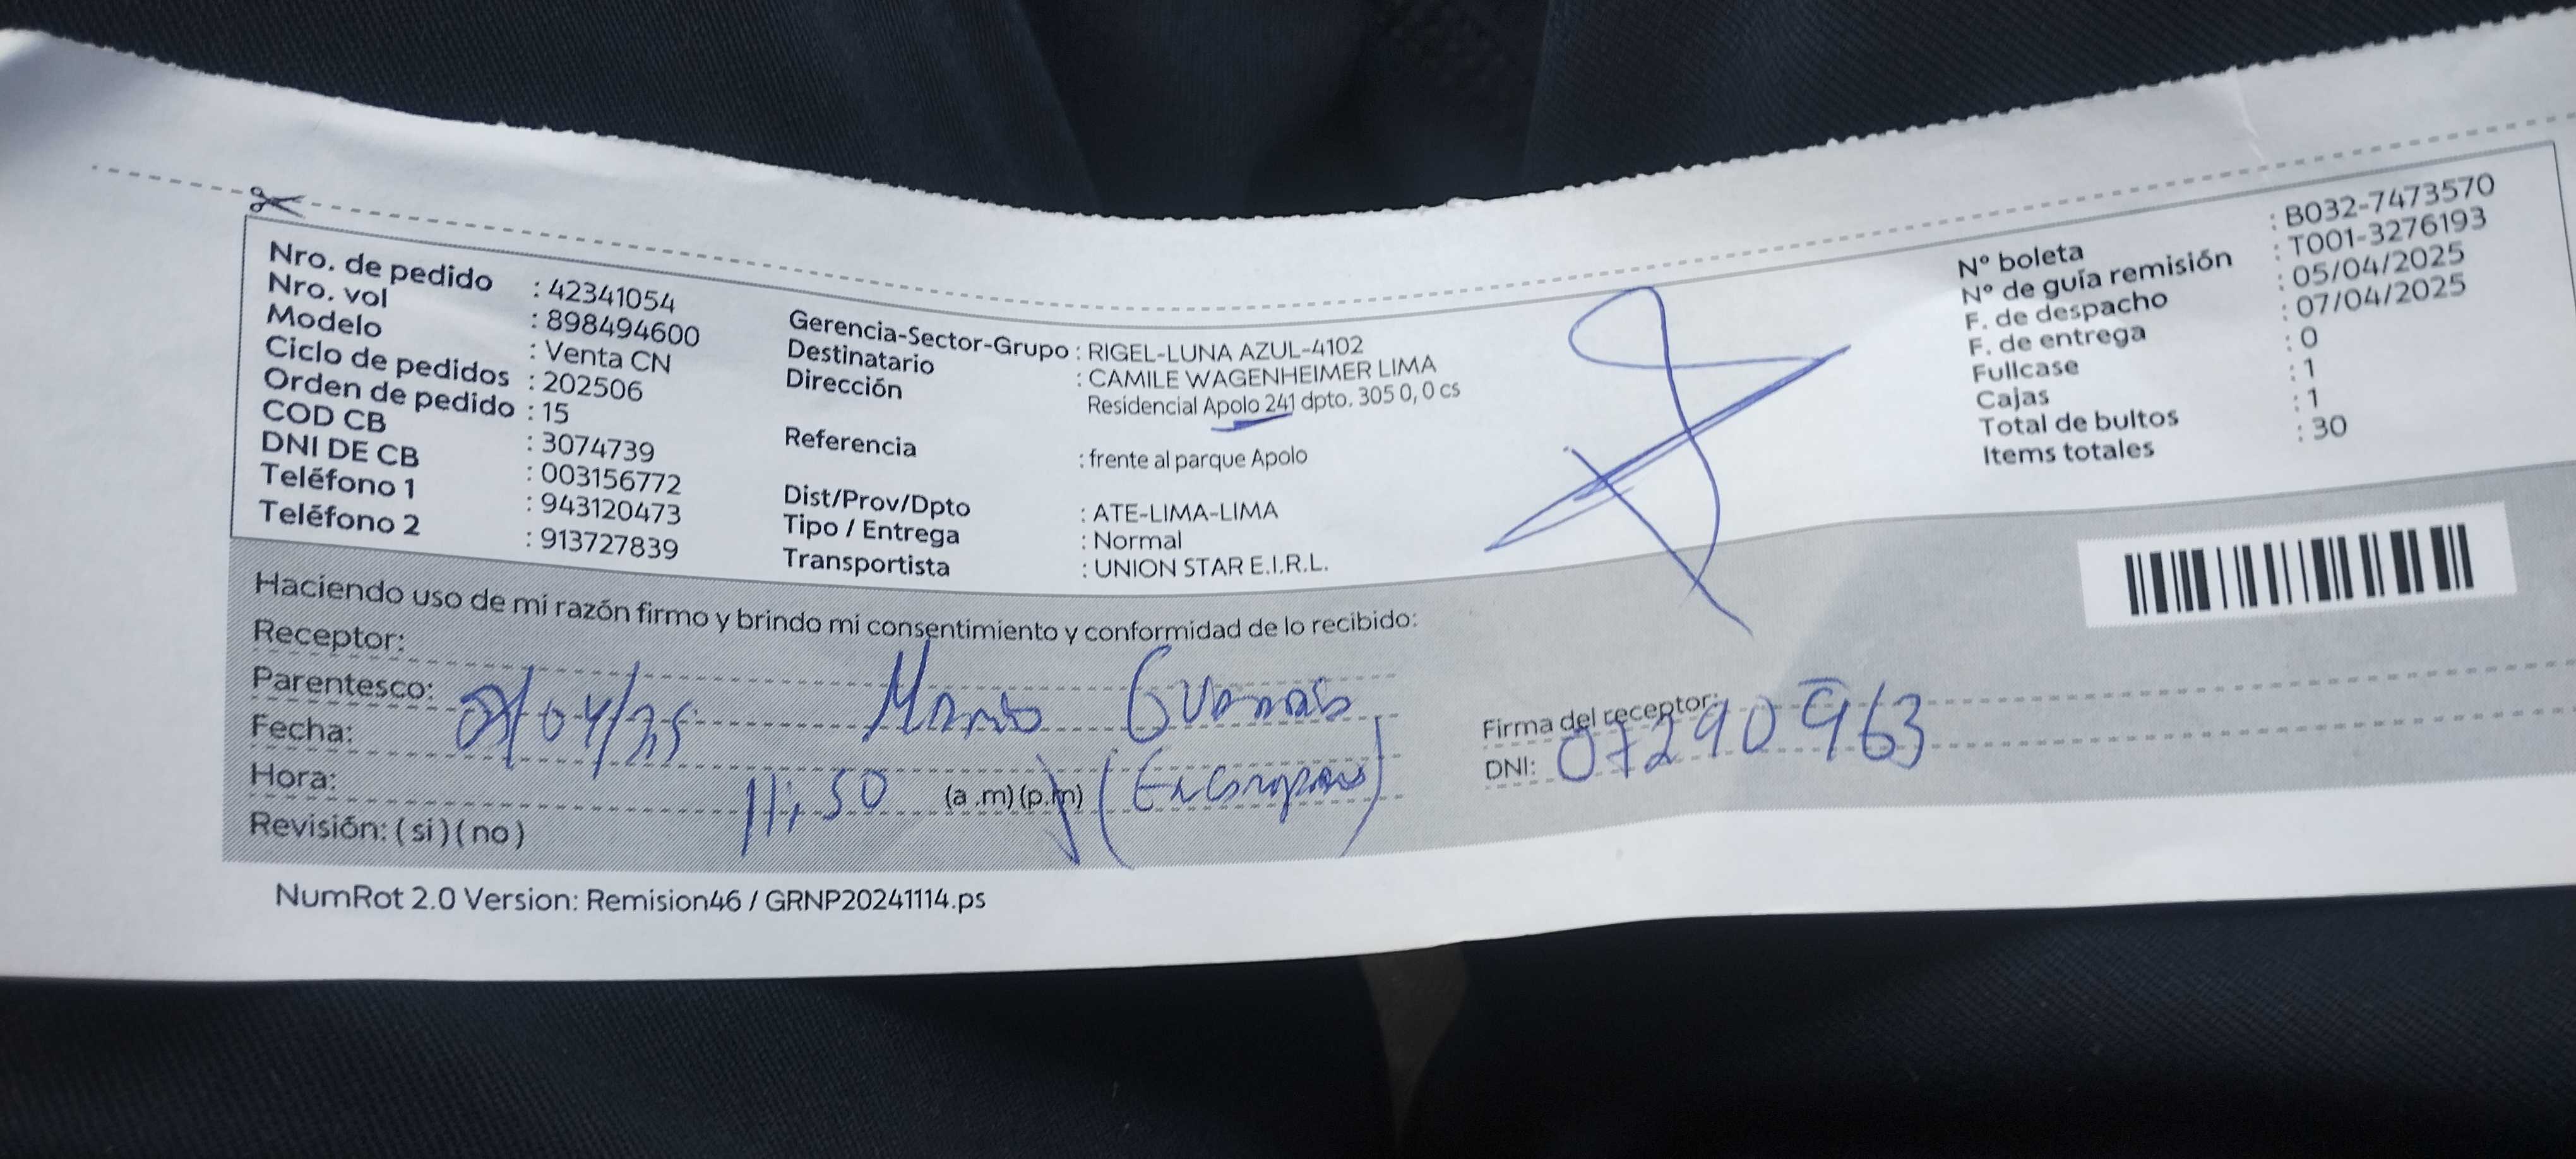 Nro. de pedido : 42341054
Nro. vol : 898494600
Modelo : Venta CN
Ciclo de pedidos : 202506
Orden de pedido : 15
COD CB : 3074739
DNI DE CB : 003156772
Teléfono 1 : 943120473
Teléfono 2 : 913727839
Gerencia-Sector-Grupo : RIGEL-LUNA AZUL-4102
Destinatario : CAMILE WAGENHEIMER LIMA
Dirección Residencial Apolo 241 dpto. 305 0, 0 cs
Referencia : frente al parque Apolo
Dist/Prov/Dpto : ATE-LIMA-LIMA
Tipo / Entrega : Normal
Transportista : UNION STAR E.I.R.L.
N° boleta : B032-7473570
N° de guía remisión : T001-3276193
F. de despacho : 05/04/2025
F. de entrega : 07/04/2025
Fullcase : 0
Cajas : 1
Total de bultos : 1
Items totales : 30
Haciendo uso de mi razón firmo y brindo mi consentimiento y conformidad de lo recibido:
Receptor:
Parentesco:
Fecha:
Hora: 11:50 (a .m) (p.m)
Revisión: ( si ) ( no )
Firma del receptor:
DNI: 07290963
NumRot 2.0 Version: Remision46 / GRNP20241114.ps